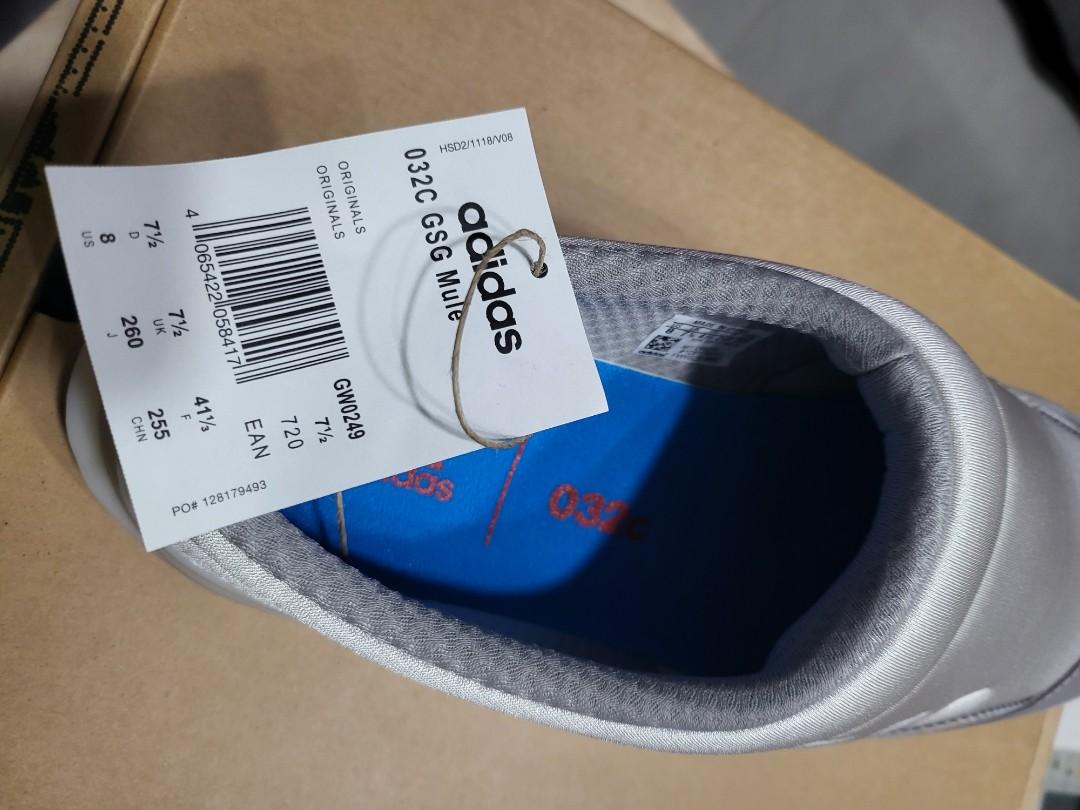 HSD2/1118/V08
adidas
032C GSG Mule
ORIGINALS
ORIGINALS
GW0249
7½
720
EAN
4 065422 058417
7½ 7½ 41⅓
D UK F
8 260 255
US J CHN
PO# 128179493
032c